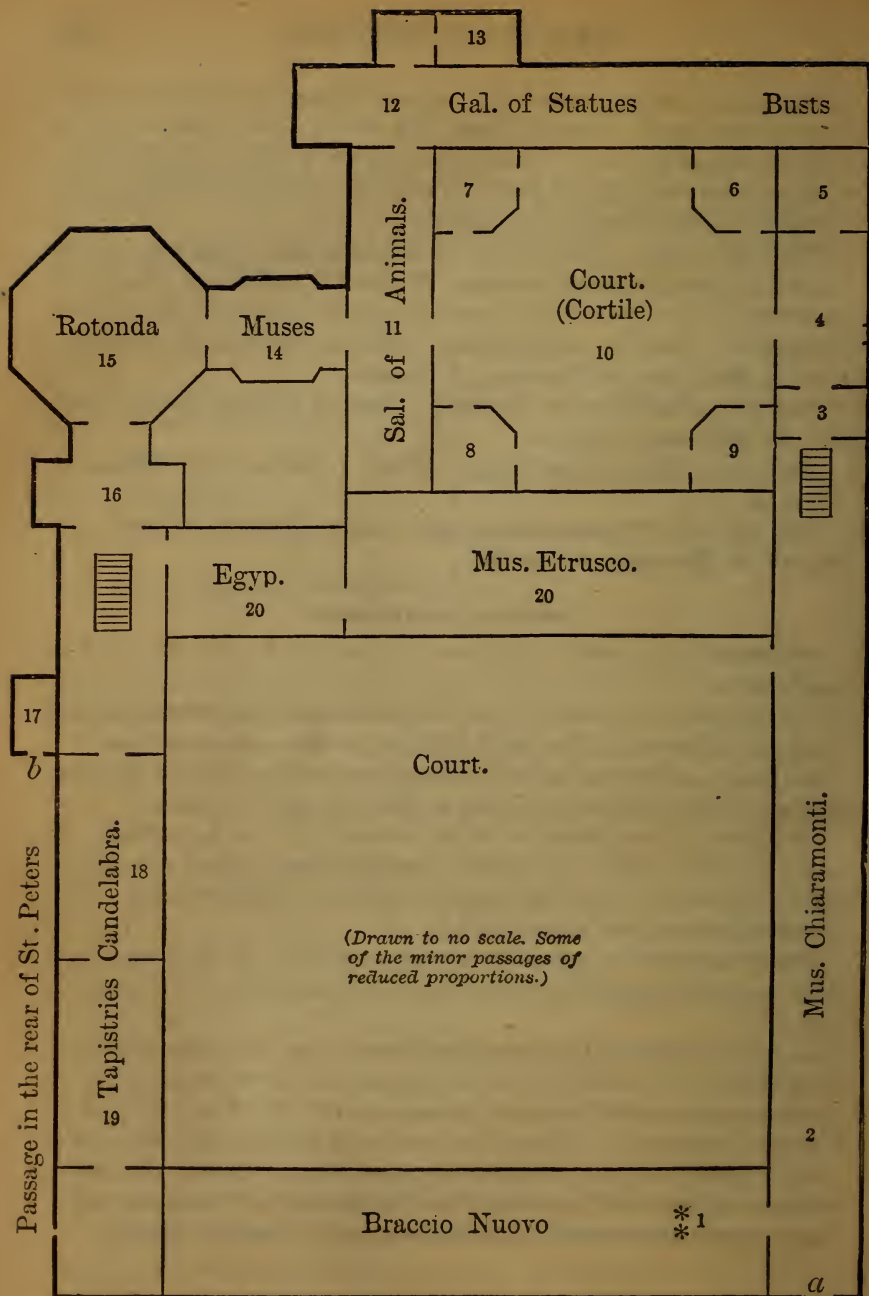 13
12 Gal. of Statues Busts
7
6
5
Rotonda
15
Muses
14
Sal. of Animals.
11
Court.
(Cortile)
10
4
3
8
9
16
Egyp.
20
Mus. Etrusco.
20
17
b
Court.
Passage in the rear of St. Peters
Candelabra.
18
Tapistries
19
(Drawn to no scale. Some
of the minor passages of
reduced proportions.)
Mus. Chiaramonti.
2
Braccio Nuovo ** 1
a